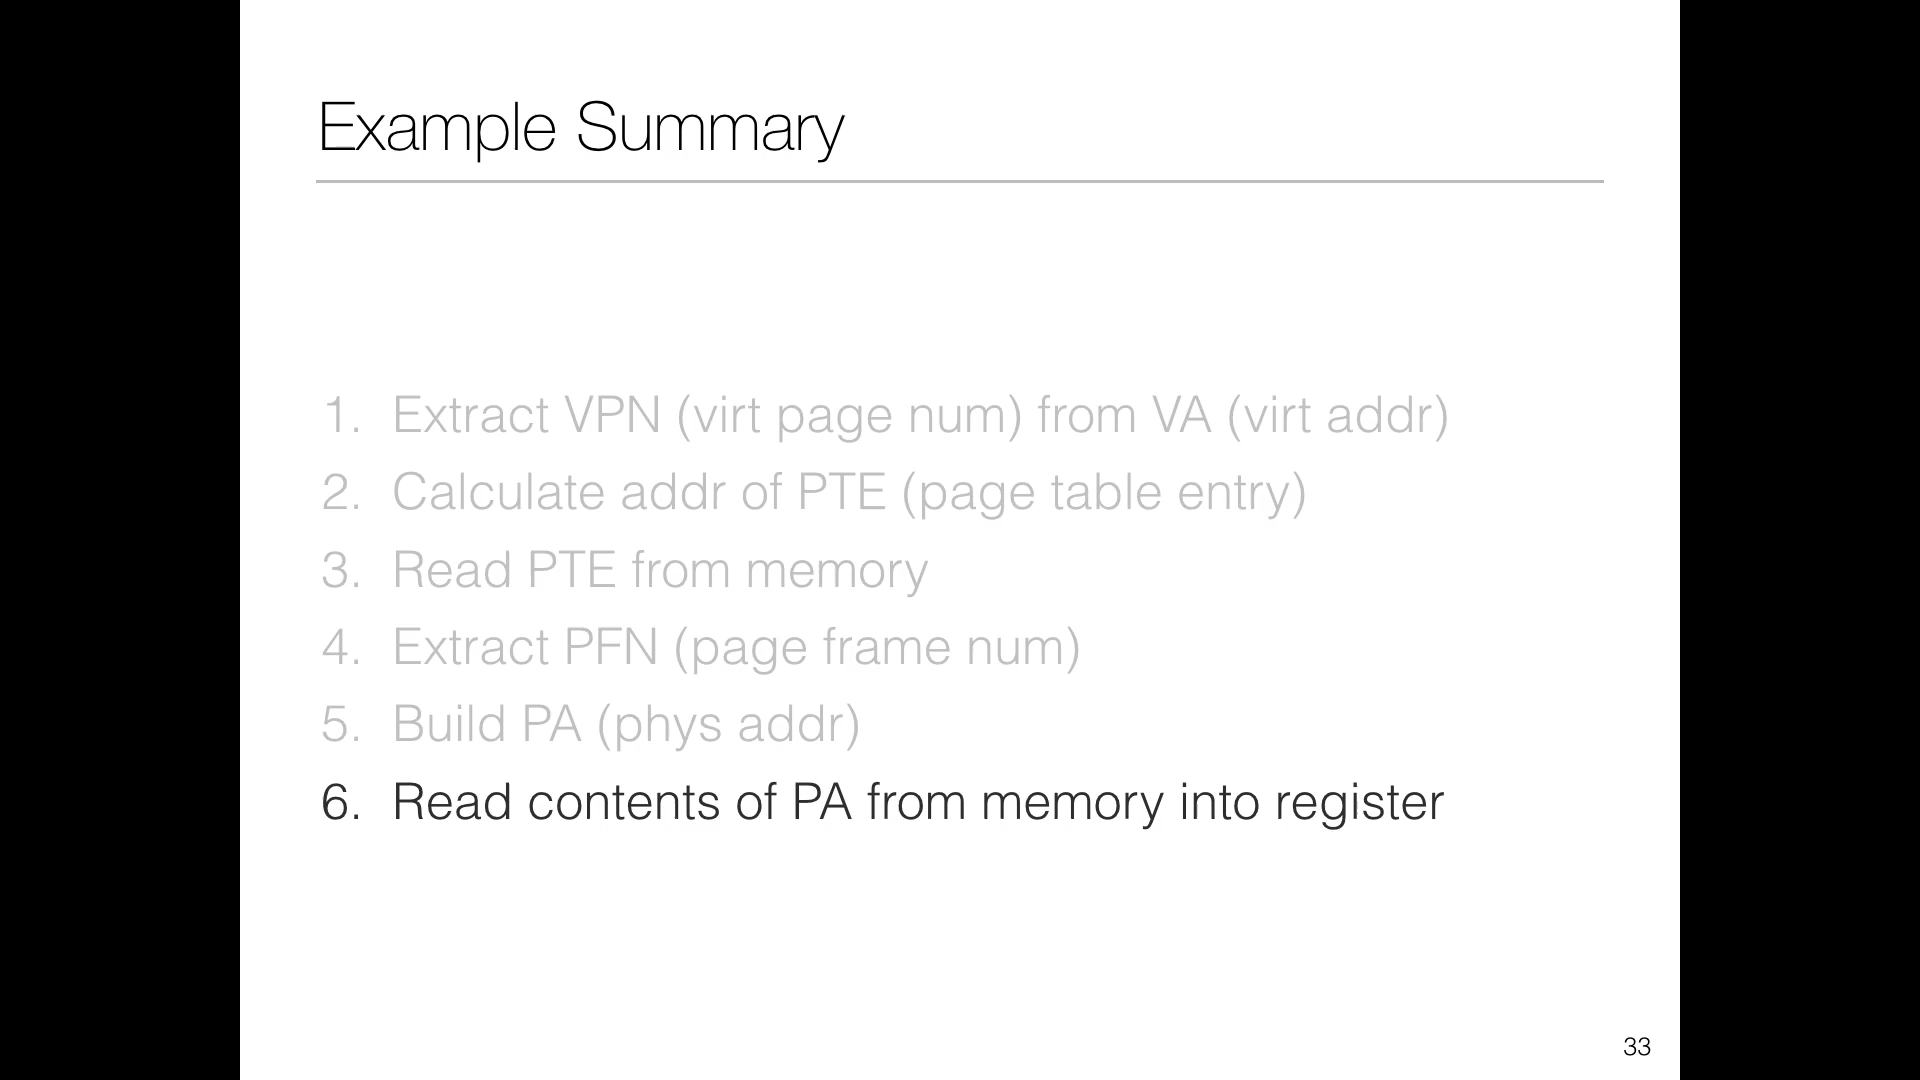 Example Summary
1. Extract VPN (virt page num) from VA (virt addr)
2. Calculate addr of PTE (page table entry)
3. Read PTE from memory
4. Extract PFN (page frame num)
5. Build PA (phys addr)
6. Read contents of PA from memory into register
33